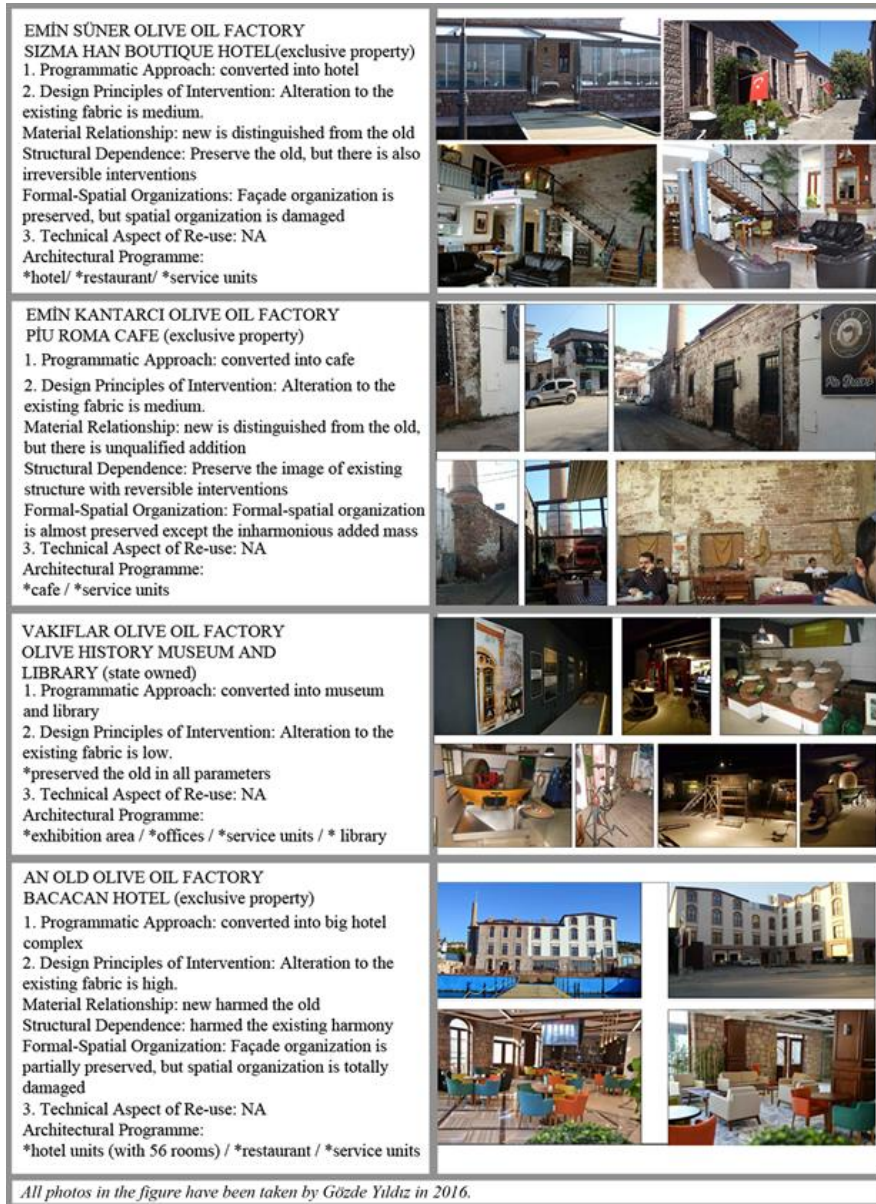 EMİN SÜNER OLIVE OIL FACTORY
SIZMA HAN BOUTIQUE HOTEL(exclusive property)
1. Programmatic Approach: converted into hotel
2. Design Principles of Intervention: Alteration to the
existing fabric is medium.
Material Relationship: new is distinguished from the old
Structural Dependence: Preserve the old, but there is also
irreversible interventions
Formal-Spatial Organizations: Façade organization is
preserved, but spatial organization is damaged
3. Technical Aspect of Re-use: NA
Architectural Programme:
*hotel/ *restaurant/ *service units
EMİN KANTARCI OLIVE OIL FACTORY
PİU ROMA CAFE (exclusive property)
1. Programmatic Approach: converted into cafe
2. Design Principles of Intervention: Alteration to the
existing fabric is medium.
Material Relationship: new is distinguished from the old,
but there is unqualified addition
Structural Dependence: Preserve the image of existing
structure with reversible interventions
Formal-Spatial Organization: Formal-spatial organization
is almost preserved except the inharmonious added mass
3. Technical Aspect of Re-use: NA
Architectural Programme:
*cafe / *service units
VAKIFLAR OLIVE OIL FACTORY
OLIVE HISTORY MUSEUM AND
LIBRARY (state owned)
1. Programmatic Approach: converted into museum
and library
2. Design Principles of Intervention: Alteration to the
existing fabric is low.
*preserved the old in all parameters
3. Technical Aspect of Re-use: NA
Architectural Programme:
*exhibition area / *offices / *service units / * library
AN OLD OLIVE OIL FACTORY
BACACAN HOTEL (exclusive property)
1. Programmatic Approach: converted into big hotel
complex
2. Design Principles of Intervention: Alteration to the
existing fabric is high.
Material Relationship: new harmed the old
Structural Dependence: harmed the existing harmony
Formal-Spatial Organization: Façade organization is
partially preserved, but spatial organization is totally
damaged
3. Technical Aspect of Re-use: NA
Architectural Programme:
*hotel units (with 56 rooms) / *restaurant / *service units
All photos in the figure have been taken by Gözde Yıldız in 2016.